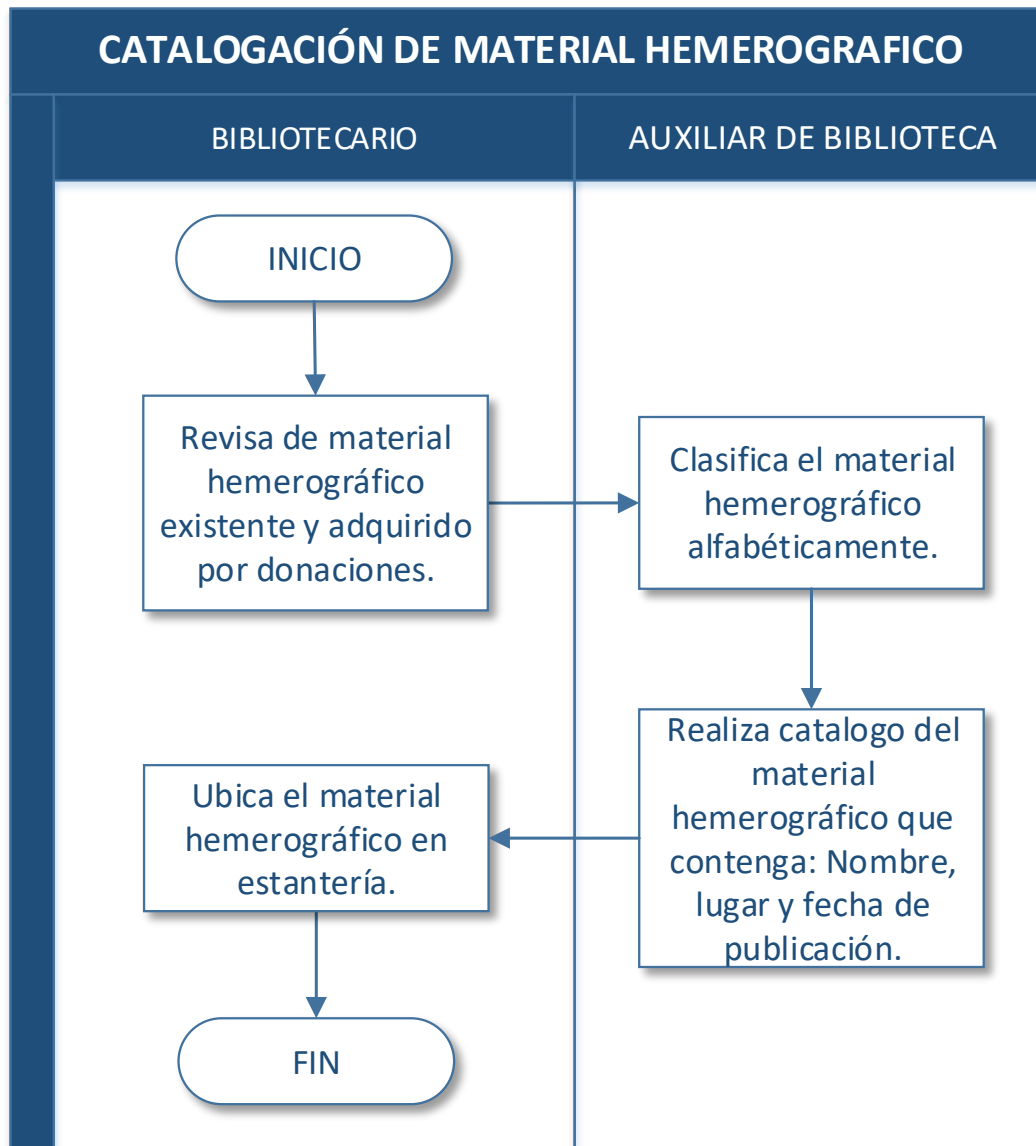 CATALOGACIÓN DE MATERIAL HEMEROGRAFICO
BIBLIOTECARIO
AUXILIAR DE BIBLIOTECA
INICIO
Revisa de material
hemerográfico
existente y adquirido
por donaciones.
Clasifica el material
hemerográfico
alfabéticamente.
Realiza catalogo del
material
hemerográfico que
contenga: Nombre,
lugar y fecha de
publicación.
Ubica el material
hemerográfico en
estantería.
FIN